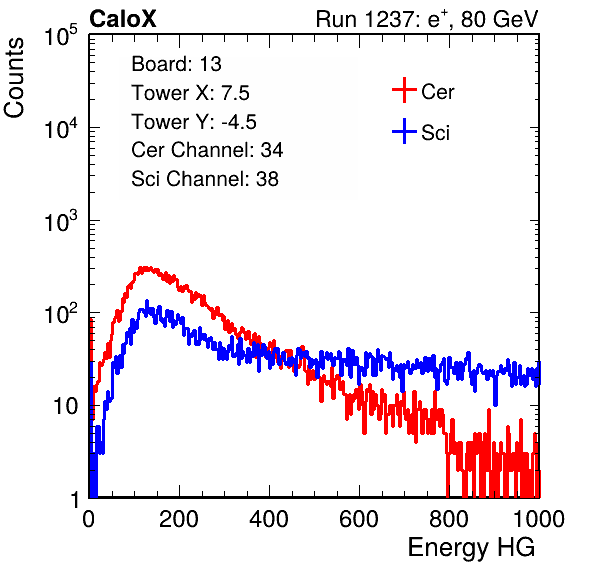 CaloX Run 1237: e⁺, 80 GeV
Counts
10⁵
10⁴
10³
10²
10
1
Board: 13
Tower X: 7.5
Tower Y: -4.5
Cer Channel: 34
Sci Channel: 38
Cer
Sci
0 200 400 600 800 1000
Energy HG